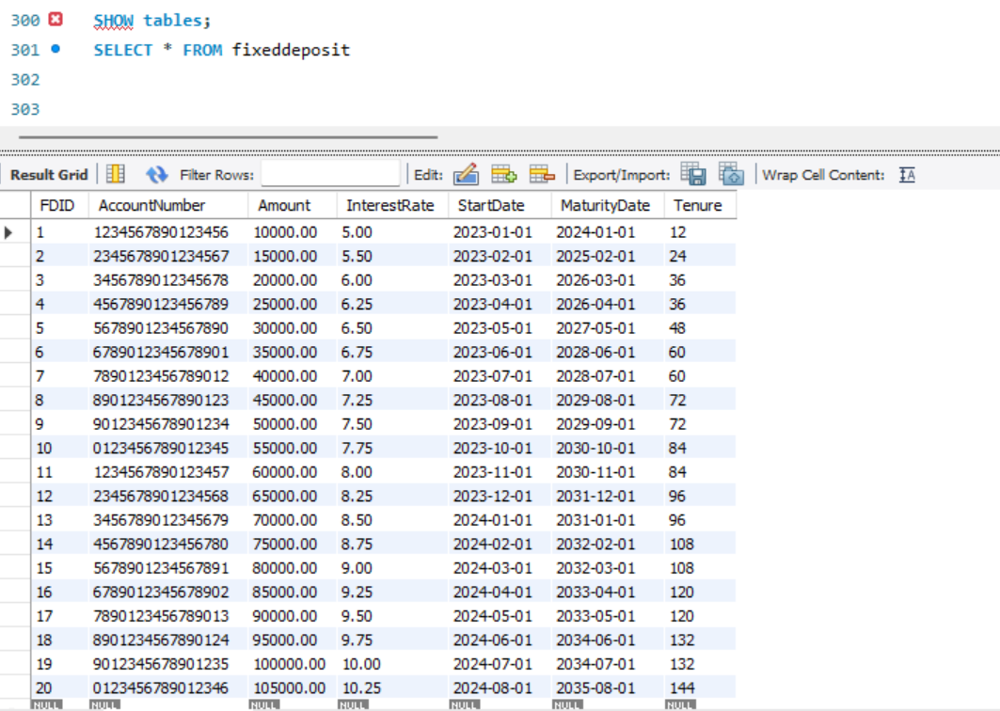 300 SHOW tables;
301 SELECT * FROM fixeddeposit
302
303
Result Grid Filter Rows: Edit: Export/Import: Wrap Cell Content: IA
FDID AccountNumber Amount InterestRate StartDate MaturityDate Tenure
1 1234567890123456 10000.00 5.00 2023-01-01 2024-01-01 12
2 2345678901234567 15000.00 5.50 2023-02-01 2025-02-01 24
3 3456789012345678 20000.00 6.00 2023-03-01 2026-03-01 36
4 4567890123456789 25000.00 6.25 2023-04-01 2026-04-01 36
5 5678901234567890 30000.00 6.50 2023-05-01 2027-05-01 48
6 6789012345678901 35000.00 6.75 2023-06-01 2028-06-01 60
7 7890123456789012 40000.00 7.00 2023-07-01 2028-07-01 60
8 8901234567890123 45000.00 7.25 2023-08-01 2029-08-01 72
9 9012345678901234 50000.00 7.50 2023-09-01 2029-09-01 72
10 0123456789012345 55000.00 7.75 2023-10-01 2030-10-01 84
11 1234567890123457 60000.00 8.00 2023-11-01 2030-11-01 84
12 2345678901234568 65000.00 8.25 2023-12-01 2031-12-01 96
13 3456789012345679 70000.00 8.50 2024-01-01 2031-01-01 96
14 4567890123456780 75000.00 8.75 2024-02-01 2032-02-01 108
15 5678901234567891 80000.00 9.00 2024-03-01 2032-03-01 108
16 6789012345678902 85000.00 9.25 2024-04-01 2033-04-01 120
17 7890123456789013 90000.00 9.50 2024-05-01 2033-05-01 120
18 8901234567890124 95000.00 9.75 2024-06-01 2034-06-01 132
19 9012345678901235 100000.00 10.00 2024-07-01 2034-07-01 132
20 0123456789012346 105000.00 10.25 2024-08-01 2035-08-01 144
NULL NULL NULL NULL NULL NULL NULL